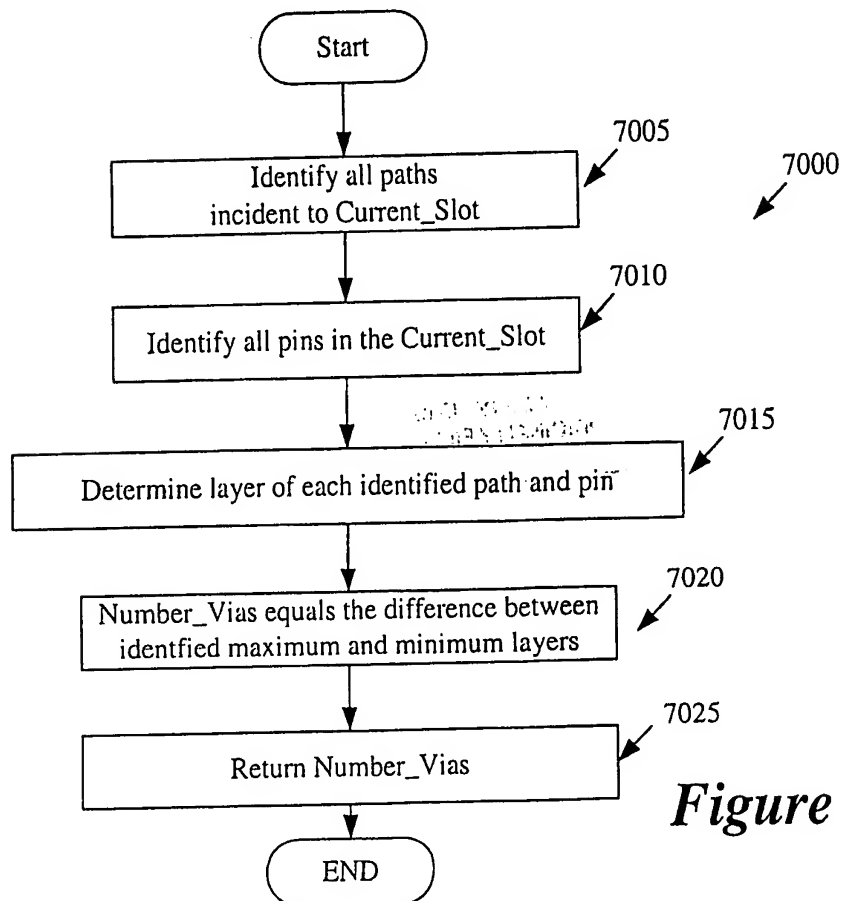 Start
7005
Identify all paths
incident to Current_Slot
7000
7010
Identify all pins in the Current_Slot
7015
Determine layer of each identified path and pin
7020
Number_Vias equals the difference between
identfied maximum and minimum layers
7025
Return Number_Vias
Figure
END